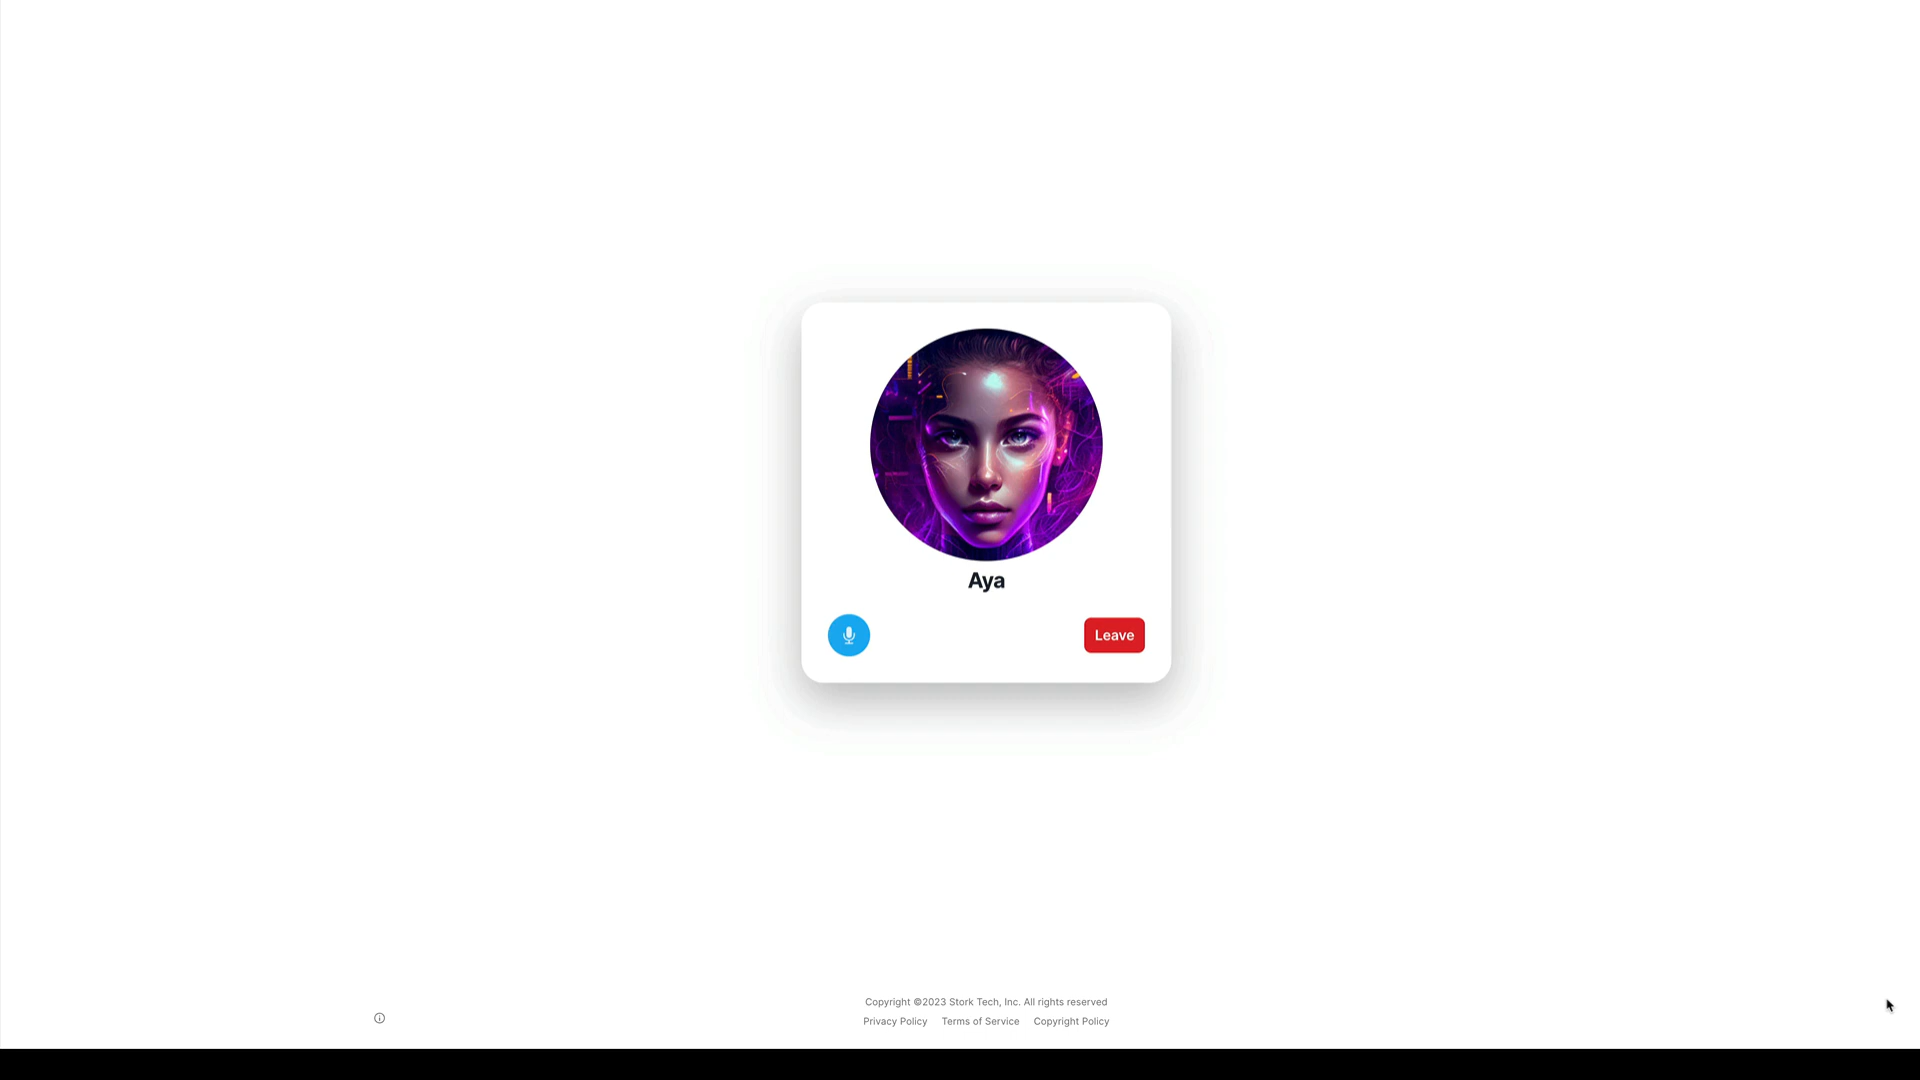 Aya
Leave
Copyright ©2023 Stork Tech, Inc. All rights reserved
Privacy Policy Terms of Service Copyright Policy